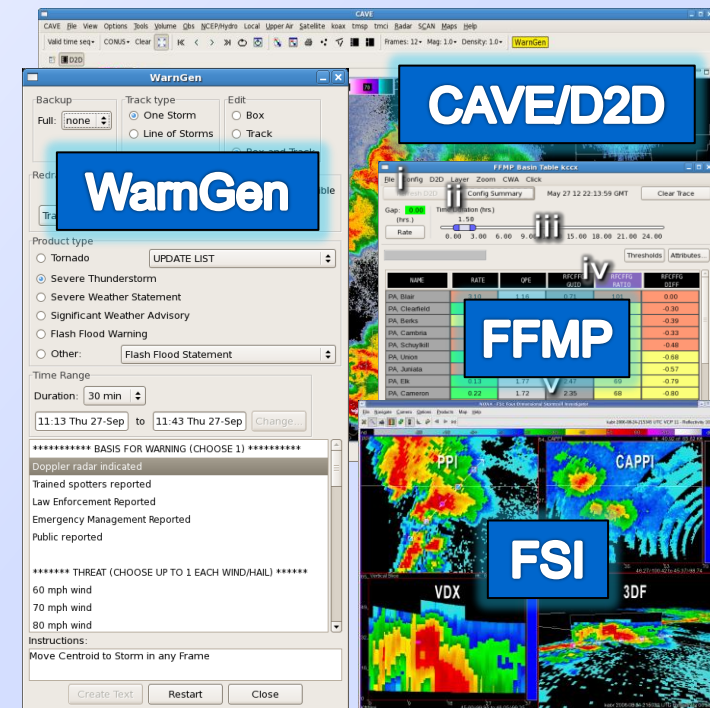 CAVE
CAVE File View Options Tools Volume Obs NCEP/Hydro Local Upper Air Satellite koax tmsp tmci Radar SCAN Maps Help
Valid time seq CONUS Clear Frames: 12 Mag: 1.0 Density: 1.0 WarnGen
D2D
CAVE/D2D
WarnGen
Backup
Full: none
Track type
One Storm
Line of Storms
Edit
Box
Track
WarnGen
Product type
Tornado UPDATE LIST
Severe Thunderstorm
Severe Weather Statement
Significant Weather Advisory
Flash Flood Warning
Other: Flash Flood Statement
Time Range
Duration: 30 min
11:13 Thu 27-Sep to 11:43 Thu 27-Sep Change...
*********** BASIS FOR WARNING (CHOOSE 1) **********
Doppler radar indicated
Trained spotters reported
Law Enforcement Reported
Emergency Management Reported
Public reported
******* THREAT (CHOOSE UP TO 1 EACH WIND/HAIL) ******
60 mph wind
70 mph wind
80 mph wind
Instructions:
Move Centroid to Storm in any Frame
Create Text Restart Close
FFMP Basin Table kccx
File Config D2D Layer Zoom CWA Click
i
Config Summary May 27 12 22:13:59 GMT Clear Trace
ii
Gap: 0.00 Time Duration (hrs.)
(hrs.) 1.50
Rate
0.00 3.00 6.00 9.0 15.00 18.00 21.00 24.00
iii
Thresholds Attributes...
iv
NAME RATE QPE RFCFFG GUID RFCFFG RATIO RFCFFG DIFF
PA, Blair 3.10 1.16 0.71 101 0.00
PA, Clearfield -0.30
PA, Berks -0.39
PA, Cambria -0.33
PA, Schuylkill -0.48
PA, Union -0.68
PA, Juniata -0.57
PA, Elk 0.13 1.77 2.47 69 -0.79
PA, Cameron 0.22 1.72 2.35 68 -0.80
FFMP
v
PPI
CAPPI
FSI
VDX
3DF